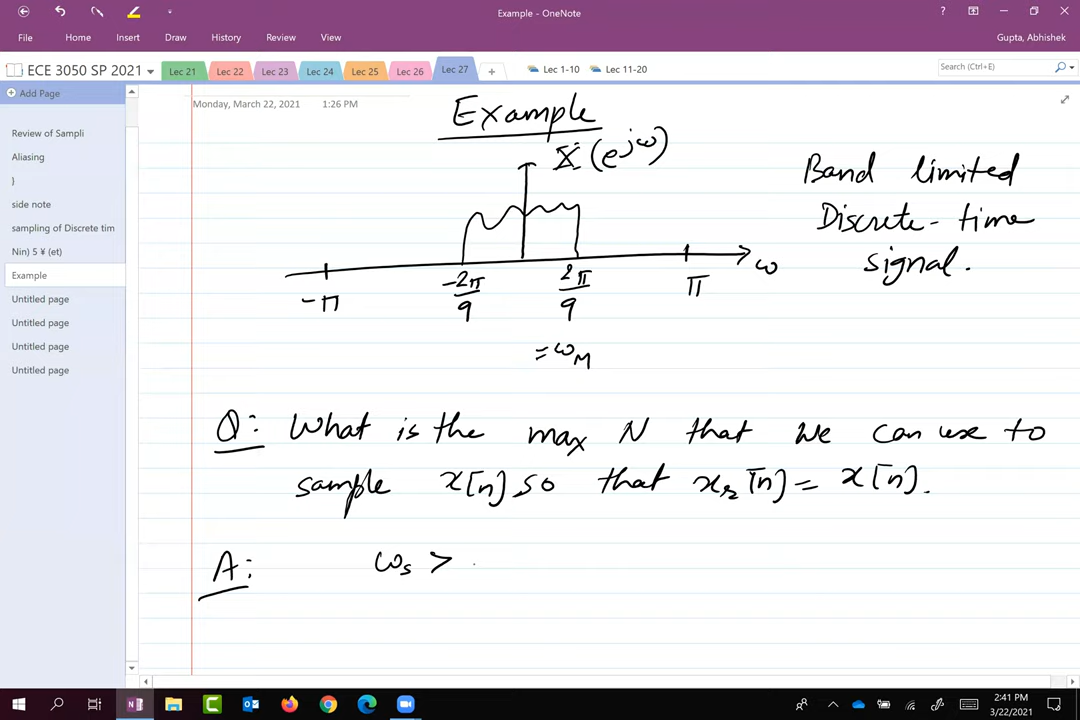 Example - OneNote
Gupta, Abhishek
File Home Insert Draw History Review View
ECE 3050 SP 2021
Lec 21 Lec 22 Lec 23 Lec 24 Lec 25 Lec 26 Lec 27 + Lec 1-10 Lec 11-20
Search (Ctrl+E)
Add Page
Review of Sampli
Aliasing
}
side note
sampling of Discrete tim
N(n) 5 ¥ (et)
Example
Untitled page
Untitled page
Untitled page
Untitled page
Monday, March 22, 2021 1:26 PM
Example
X(e^jω)
Band limited
Discrete-time
signal.
-π -2π/9 2π/9 π ω
=ω_M
Q: What is the max N that we can use to
sample x[n] so that x_r[n] = x[n].
A: ω_s >
2:41 PM
3/22/2021